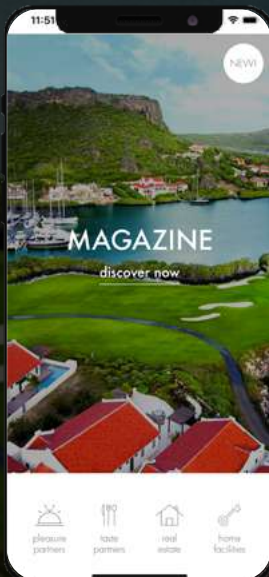 11:51
NEW!
MAGAZINE
discover now
pleasure
partners
taste
partners
real
estate
home
facilities